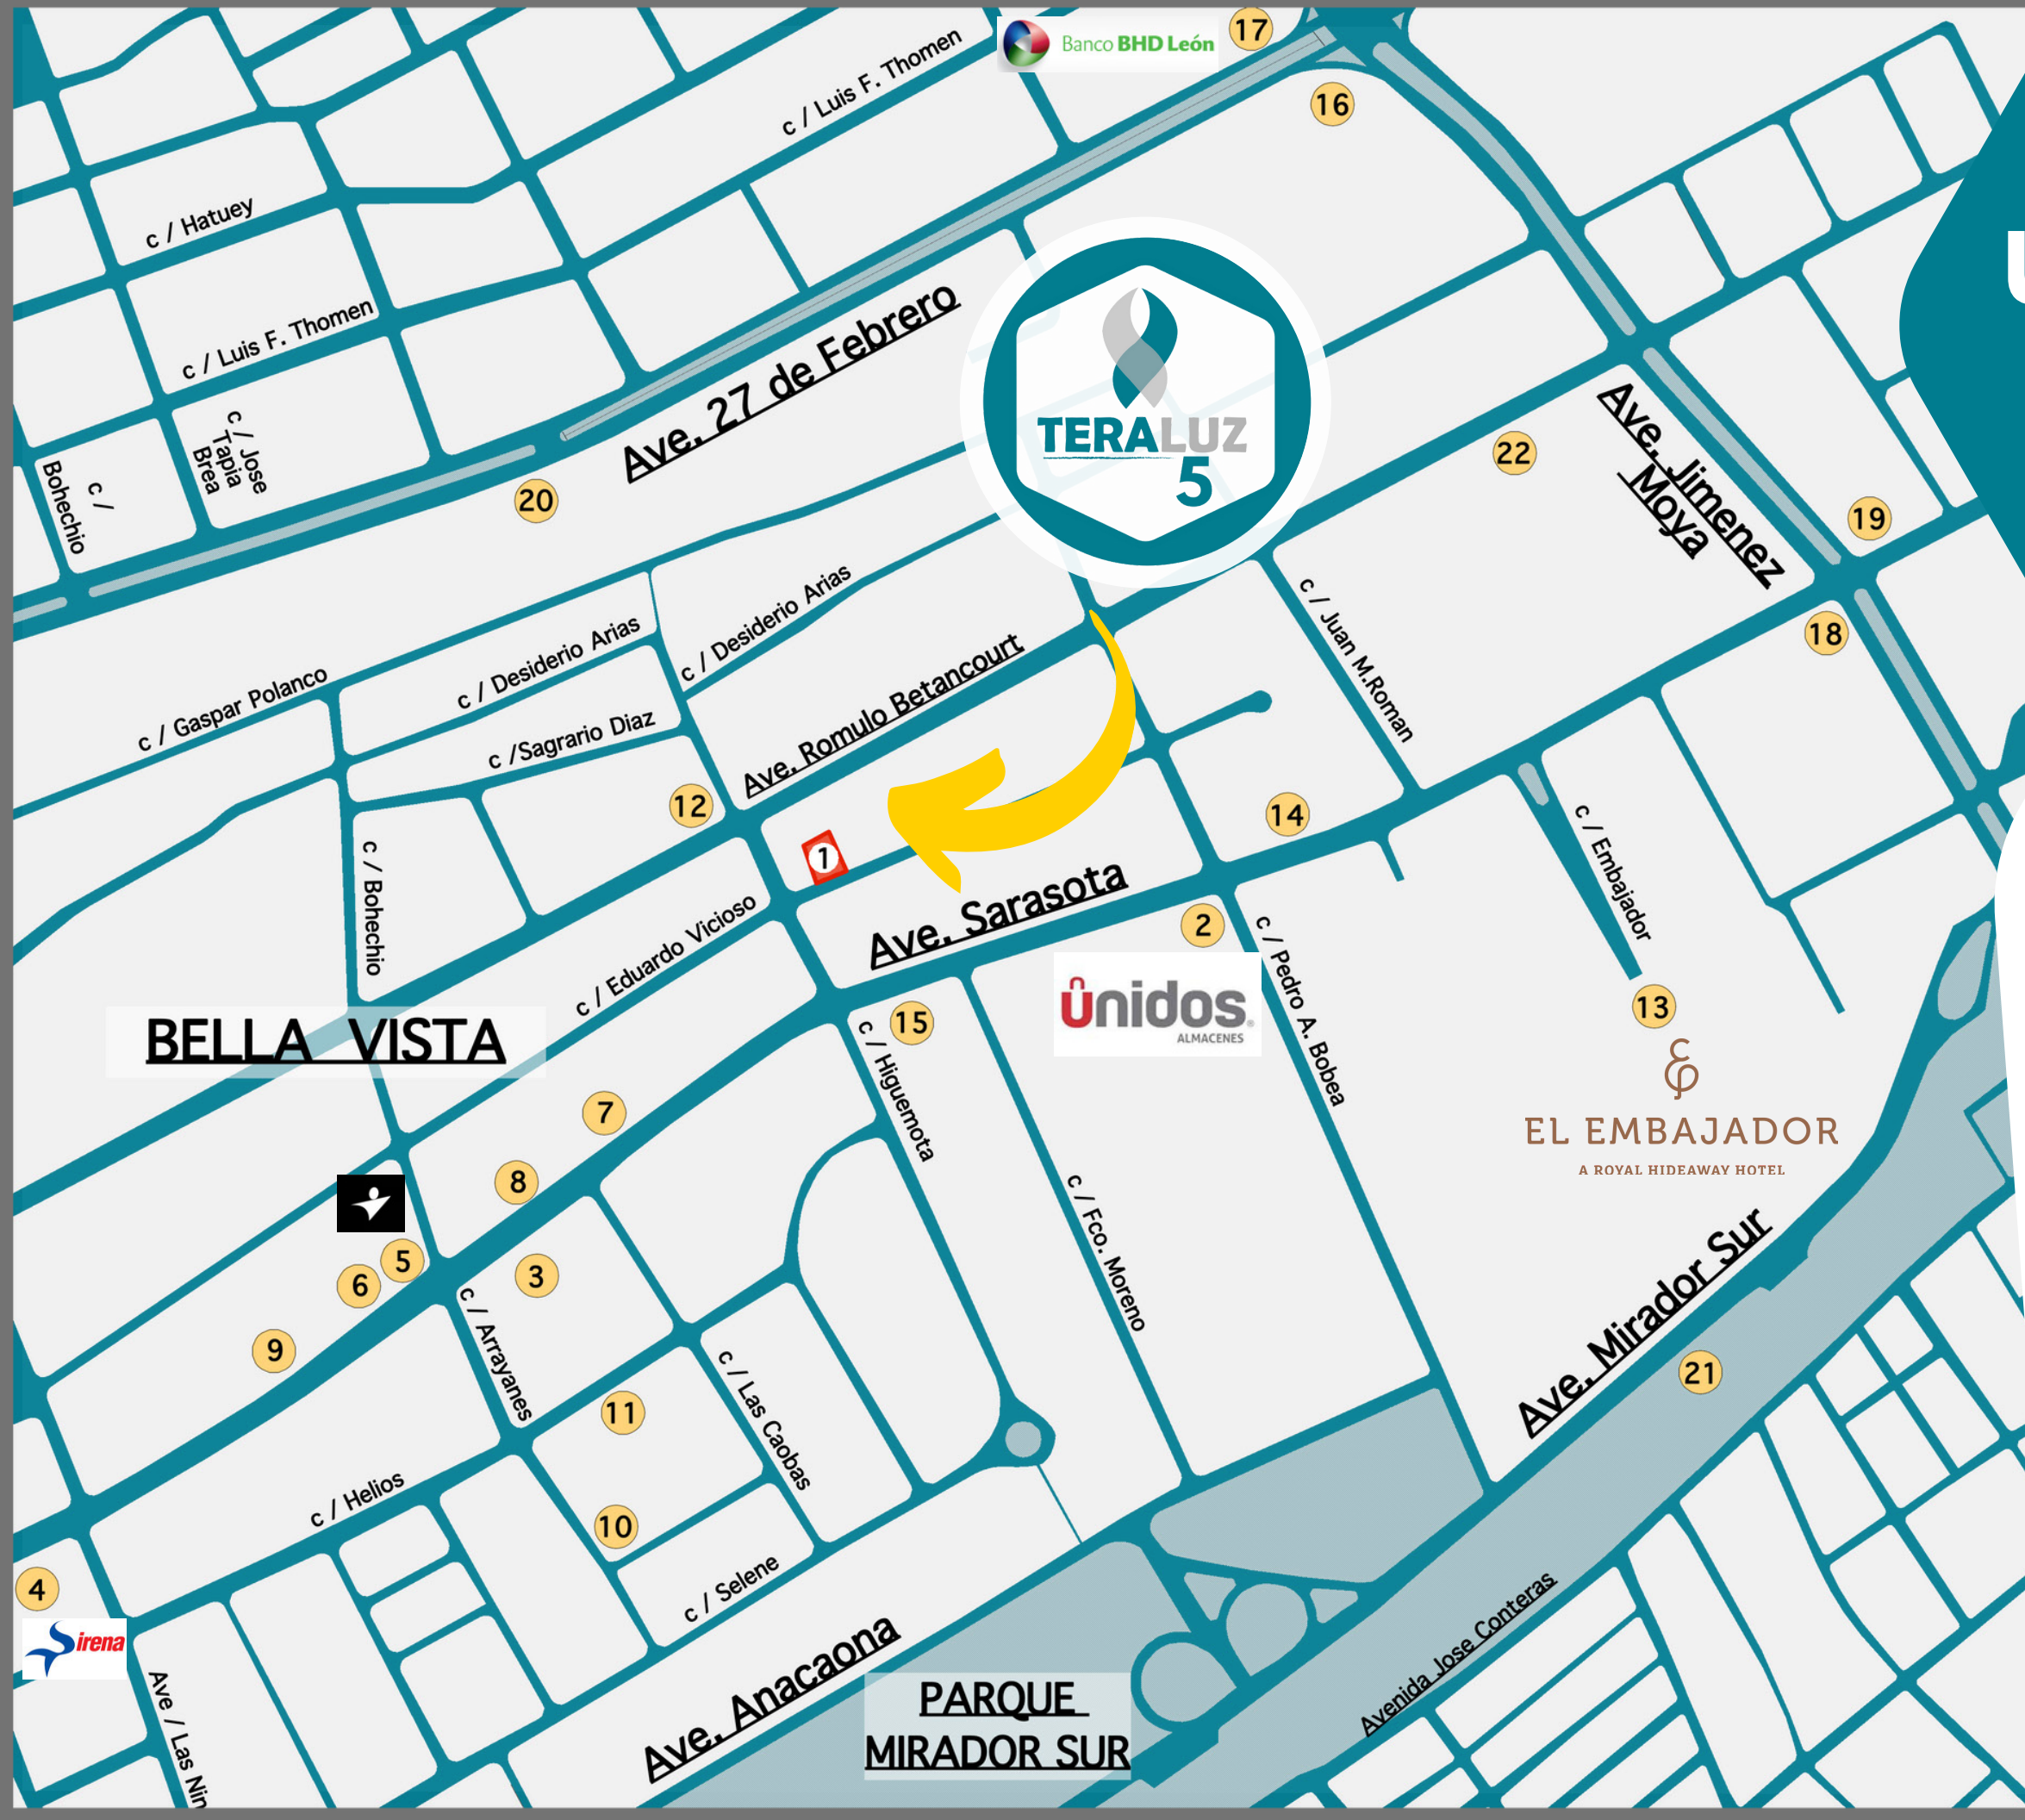 Banco BHD León
17
c / Luis F. Thomen
16
c / Hatuey
U
c / Luis F. Thomen
Ave. 27 de Febrero
TERALUZ
5
c / Jose
Tapia
Brea
c /
Bohechio
20
22
Ave. Jimenez
Moya
19
18
c / Desiderio Arias
c / Desiderio Arias
c / Juan M.Roman
c / Gaspar Polanco
c /Sagrario Diaz
Ave. Romulo Betancourt
12
14
1
c / Embajador
c / Bohechio
Ave. Sarasota
2
c / Eduardo Vicioso
c / Pedro A. Bobea
Unidos
ALMACENES
13
15
BELLA VISTA
c / Higuemota
EL EMBAJADOR
A ROYAL HIDEAWAY HOTEL
7
8
c / Fco. Moreno
5
6
3
Ave. Mirador Sur
c / Arrayanes
9
21
11
c / Las Caobas
c / Helios
10
4
c / Selene
Sirena
Avenida Jose Conteras
Ave. Anacaona
Ave / Las Nin
PARQUE
MIRADOR SUR